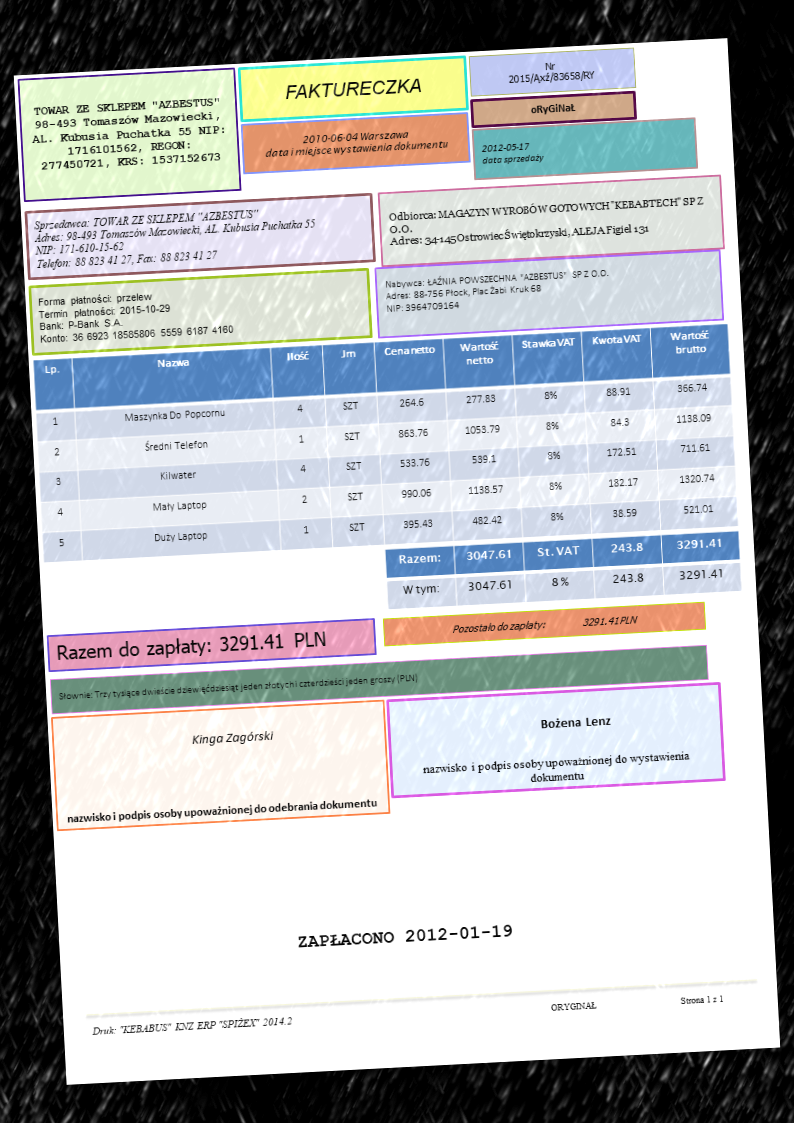 TOWAR ZE SKLEPEM "AZBESTUS"
98-493 Tomaszów Mazowiecki,
AL. Kubusia Puchatka 55 NIP:
1716101562, REGON:
277450721, KRS: 1537152673
FAKTURECZKA
2010-06-04 Warszawa
data i miejsce wystawienia dokumentu
Nr
2015/Axź/83658/RY
oRyGiNaŁ
2012-05-17
data sprzedaży
Sprzedawca: TOWAR ZE SKLEPEM "AZBESTUS"
Adres: 98-493 Tomaszów Mazowiecki, AL. Kubusia Puchatka 55
NIP: 171-610-15-62
Telefon: 88 823 41 27, Fax: 88 823 41 27
Odbiorca: MAGAZYN WYROBÓW GOTOWYCH "KEBABTECH" SP Z
O.O.
Adres: 34-145 Ostrowiec Świętokrzyski, ALEJA Figiel 131
Forma płatności: przelew
Termin płatności: 2015-10-29
Bank: P-Bank S.A.
Konto: 36 6923 18585806 5559 6187 4160
Nabywca: ŁAŹNIA POWSZECHNA "AZBESTUS" SP Z O.O.
Adres: 88-756 Płock, Plac Żabi Kruk 68
NIP: 3964709164
Lp. Nazwa Ilość Jm Cena netto Wartość netto Stawka VAT Kwota VAT Wartość brutto
1 Maszynka Do Popcornu 4 SZT 264.6 277.83 8% 88.91 366.74
2 Średni Telefon 1 SZT 863.76 1053.79 8% 84.3 1138.09
3 Kilwater 4 SZT 533.76 539.1 8% 172.51 711.61
4 Mały Laptop 2 SZT 990.06 1138.57 8% 182.17 1320.74
5 Duży Laptop 1 SZT 395.43 482.42 8% 38.59 521.01
Razem: 3047.61 St. VAT 243.8 3291.41
W tym: 3047.61 8% 243.8 3291.41
Razem do zapłaty: 3291.41 PLN
Pozostało do zapłaty: 3291.41 PLN
Słownie: Trzy tysiące dwieście dziewięćdziesiąt jeden złotych i czterdzieści jeden groszy (PLN)
Kinga Zagórski
nazwisko i podpis osoby upoważnionej do odebrania dokumentu
Bożena Lenz
nazwisko i podpis osoby upoważnionej do wystawienia
dokumentu
ZAPŁACONO 2012-01-19
Druk: "KEBABUS" KNZ ERP "SPIŻEX" 2014.2
ORYGINAŁ
Strona 1 z 1